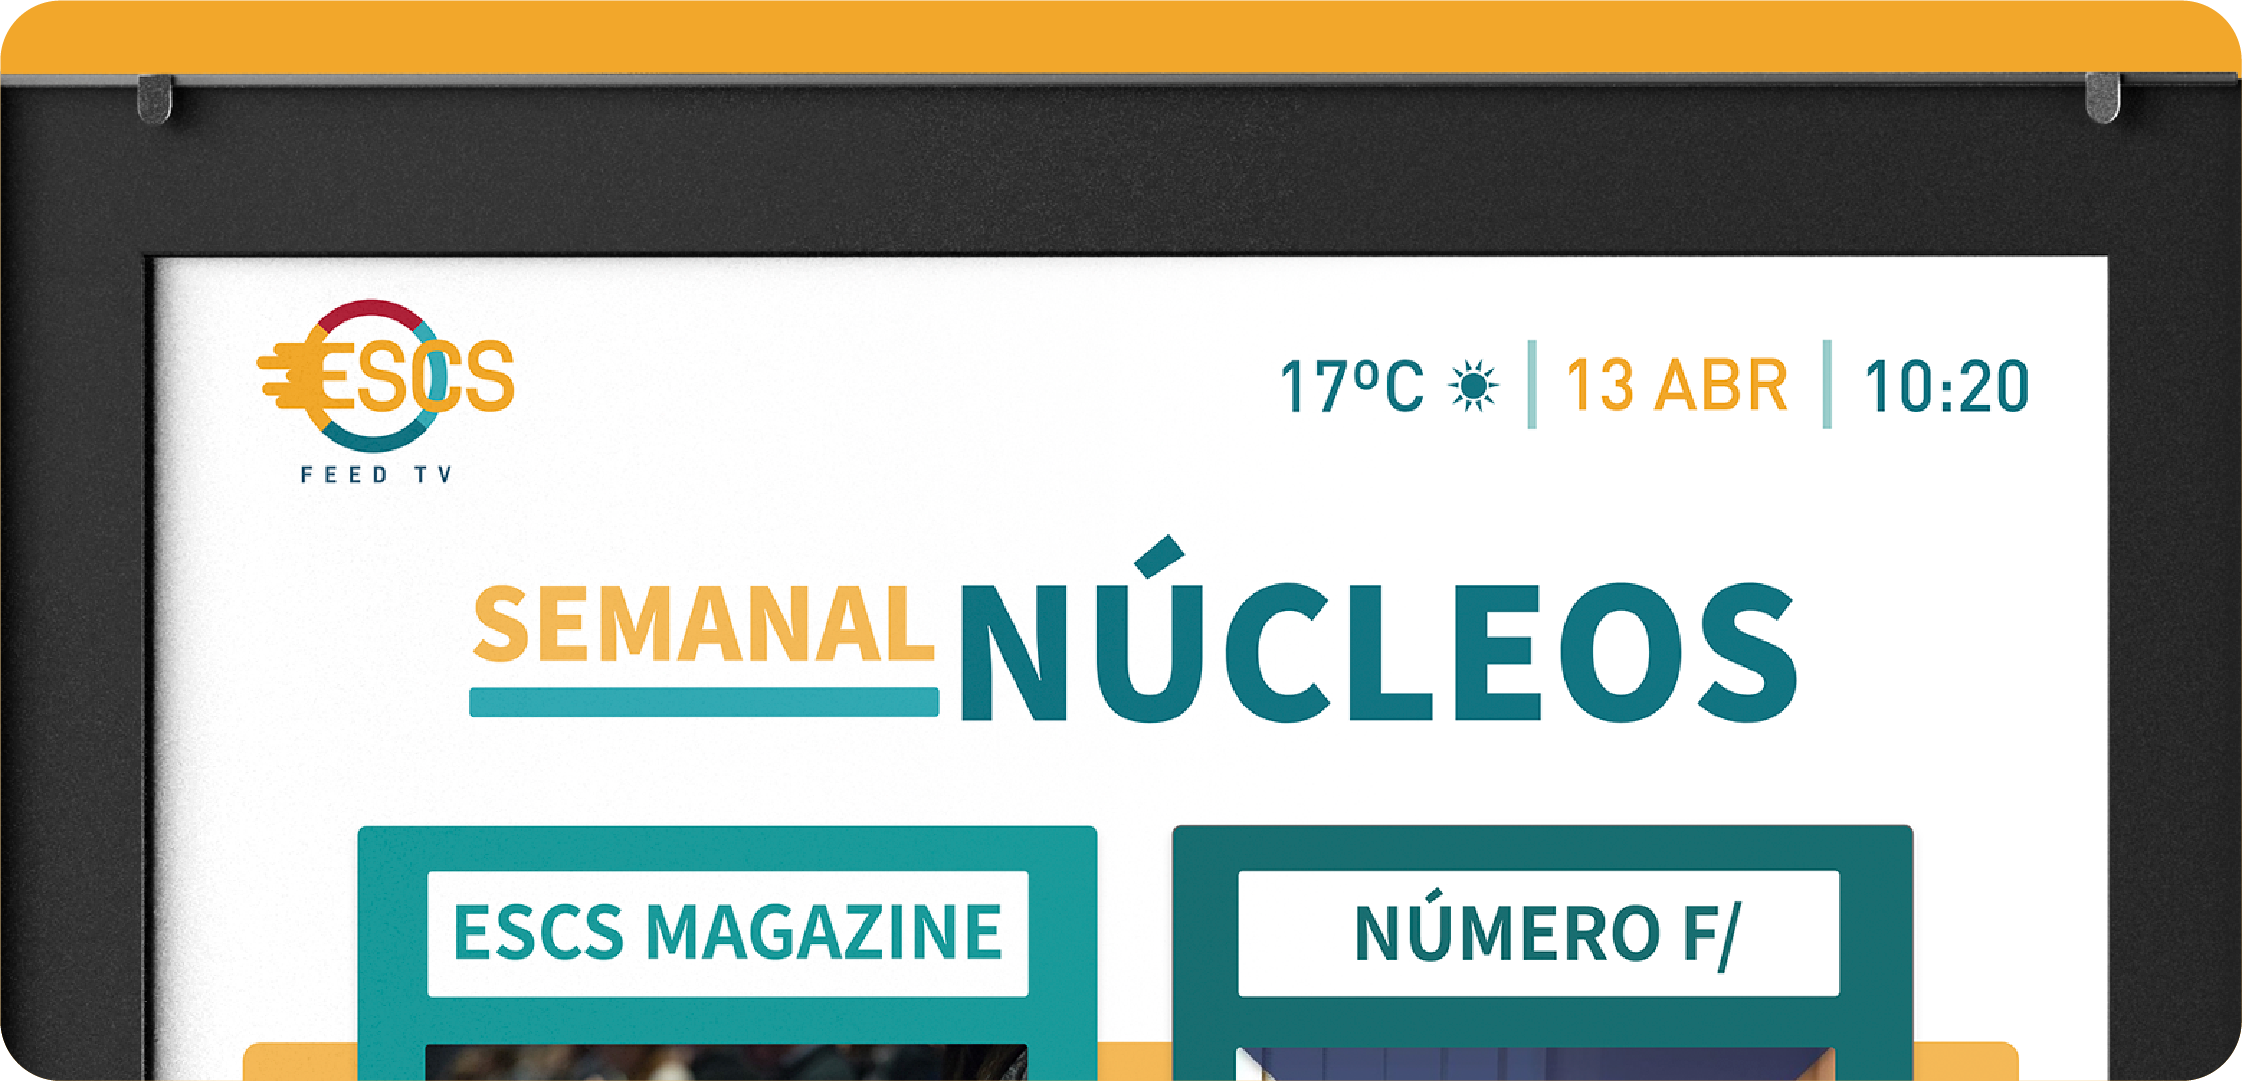 ESCS
FEED TV
17ºC | 13 ABR | 10:20
SEMANAL NÚCLEOS
ESCS MAGAZINE
NÚMERO F/